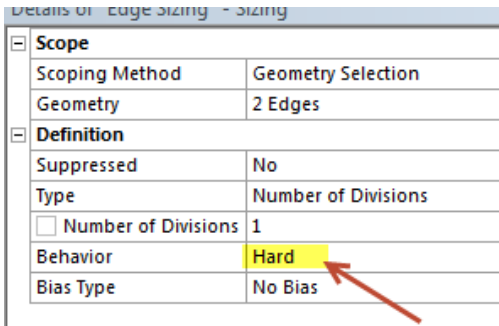 Details of "Edge Sizing" - Sizing
Scope
Scoping Method Geometry Selection
Geometry 2 Edges
Definition
Suppressed No
Type Number of Divisions
Number of Divisions 1
Behavior Hard
Bias Type No Bias